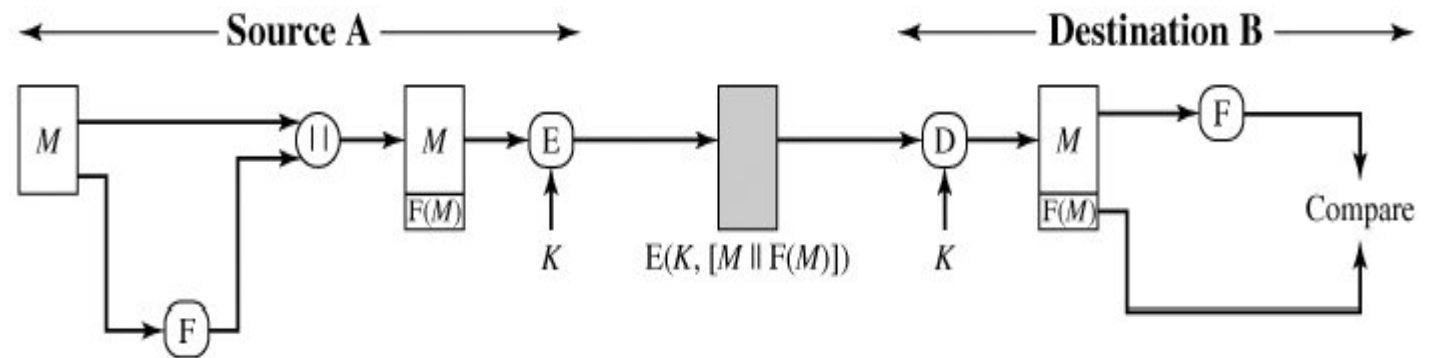 Source A Destination B
M || M E D M F
F(M) F(M) Compare
K E(K, [M || F(M)]) K
F